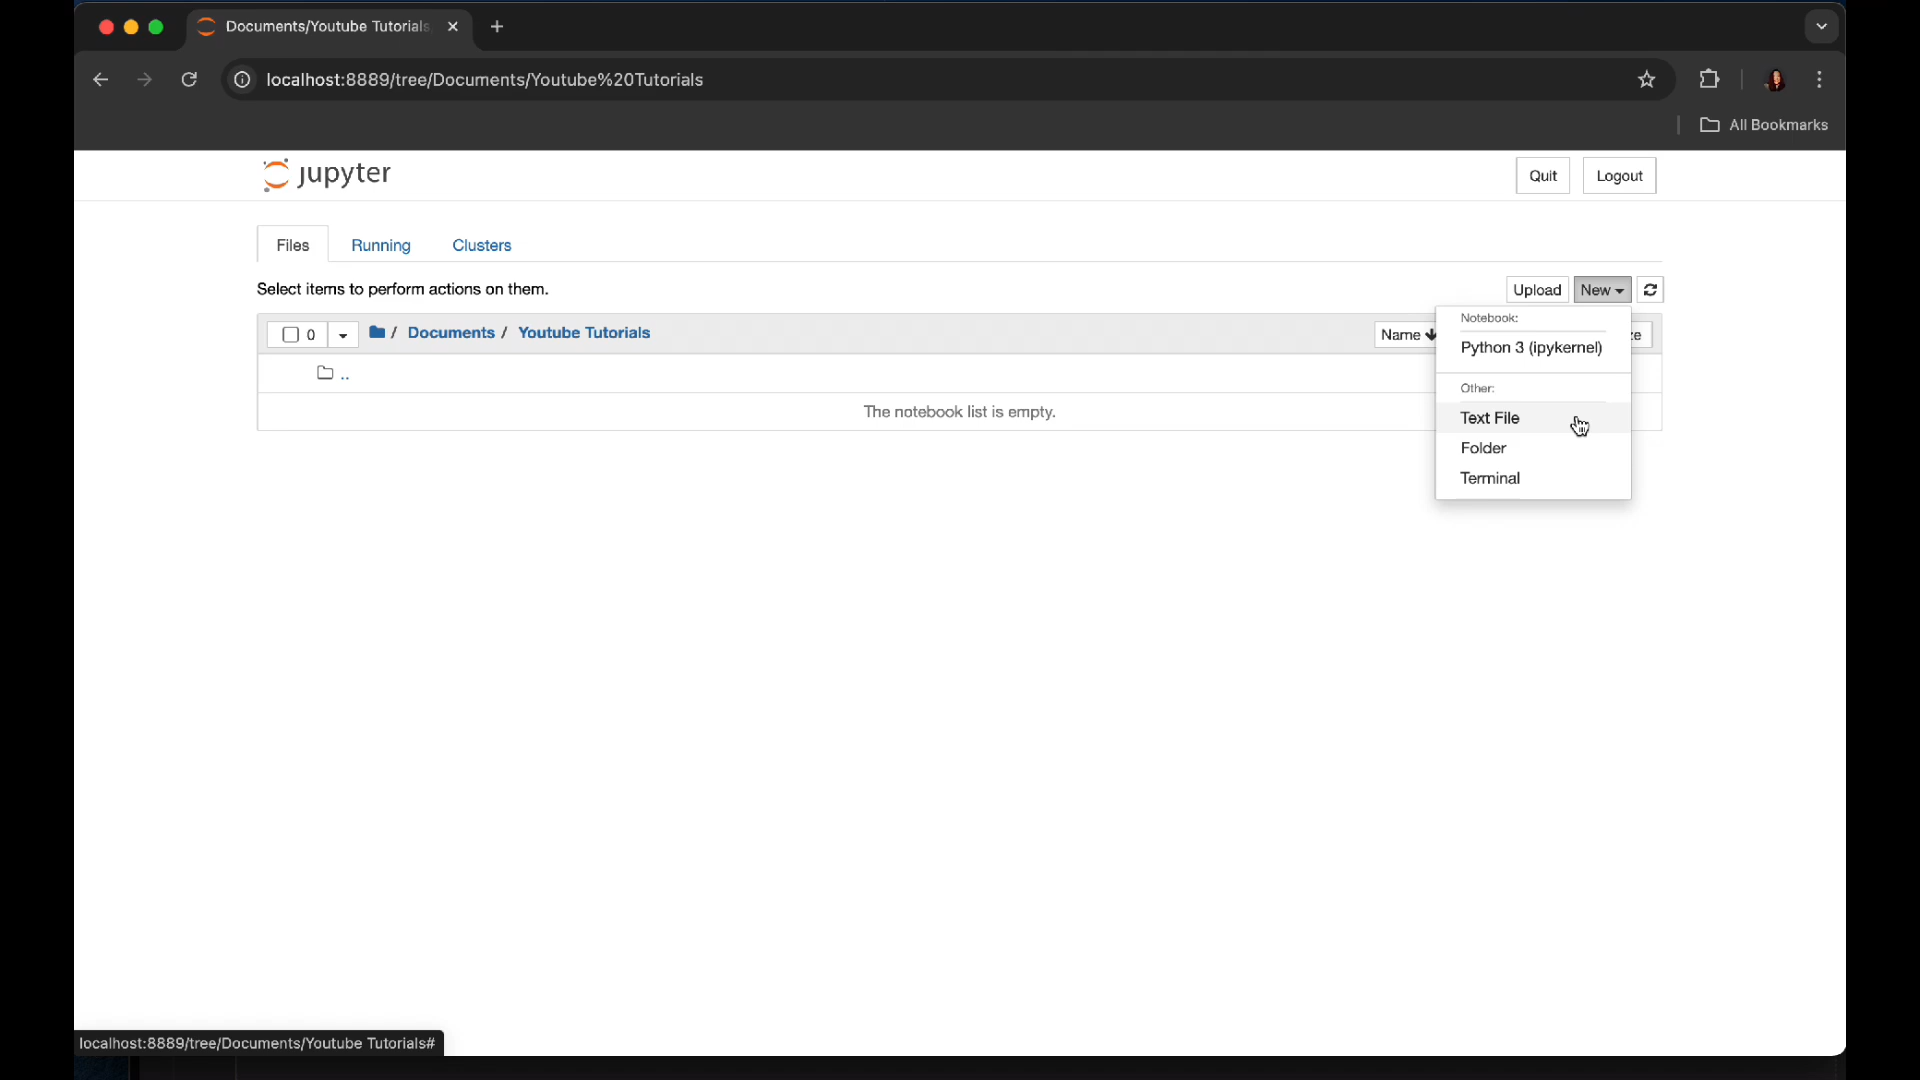 Documents/Youtube Tutorials
localhost:8889/tree/Documents/Youtube%20Tutorials
All Bookmarks
jupyter
Quit
Logout
Files
Running
Clusters
Select items to perform actions on them.
Upload
New
0
/ Documents / Youtube Tutorials
Name
ze
Notebook:
Python 3 (ipykernel)
..
Other:
The notebook list is empty.
Text File
Folder
Terminal
localhost:8889/tree/Documents/Youtube Tutorials#